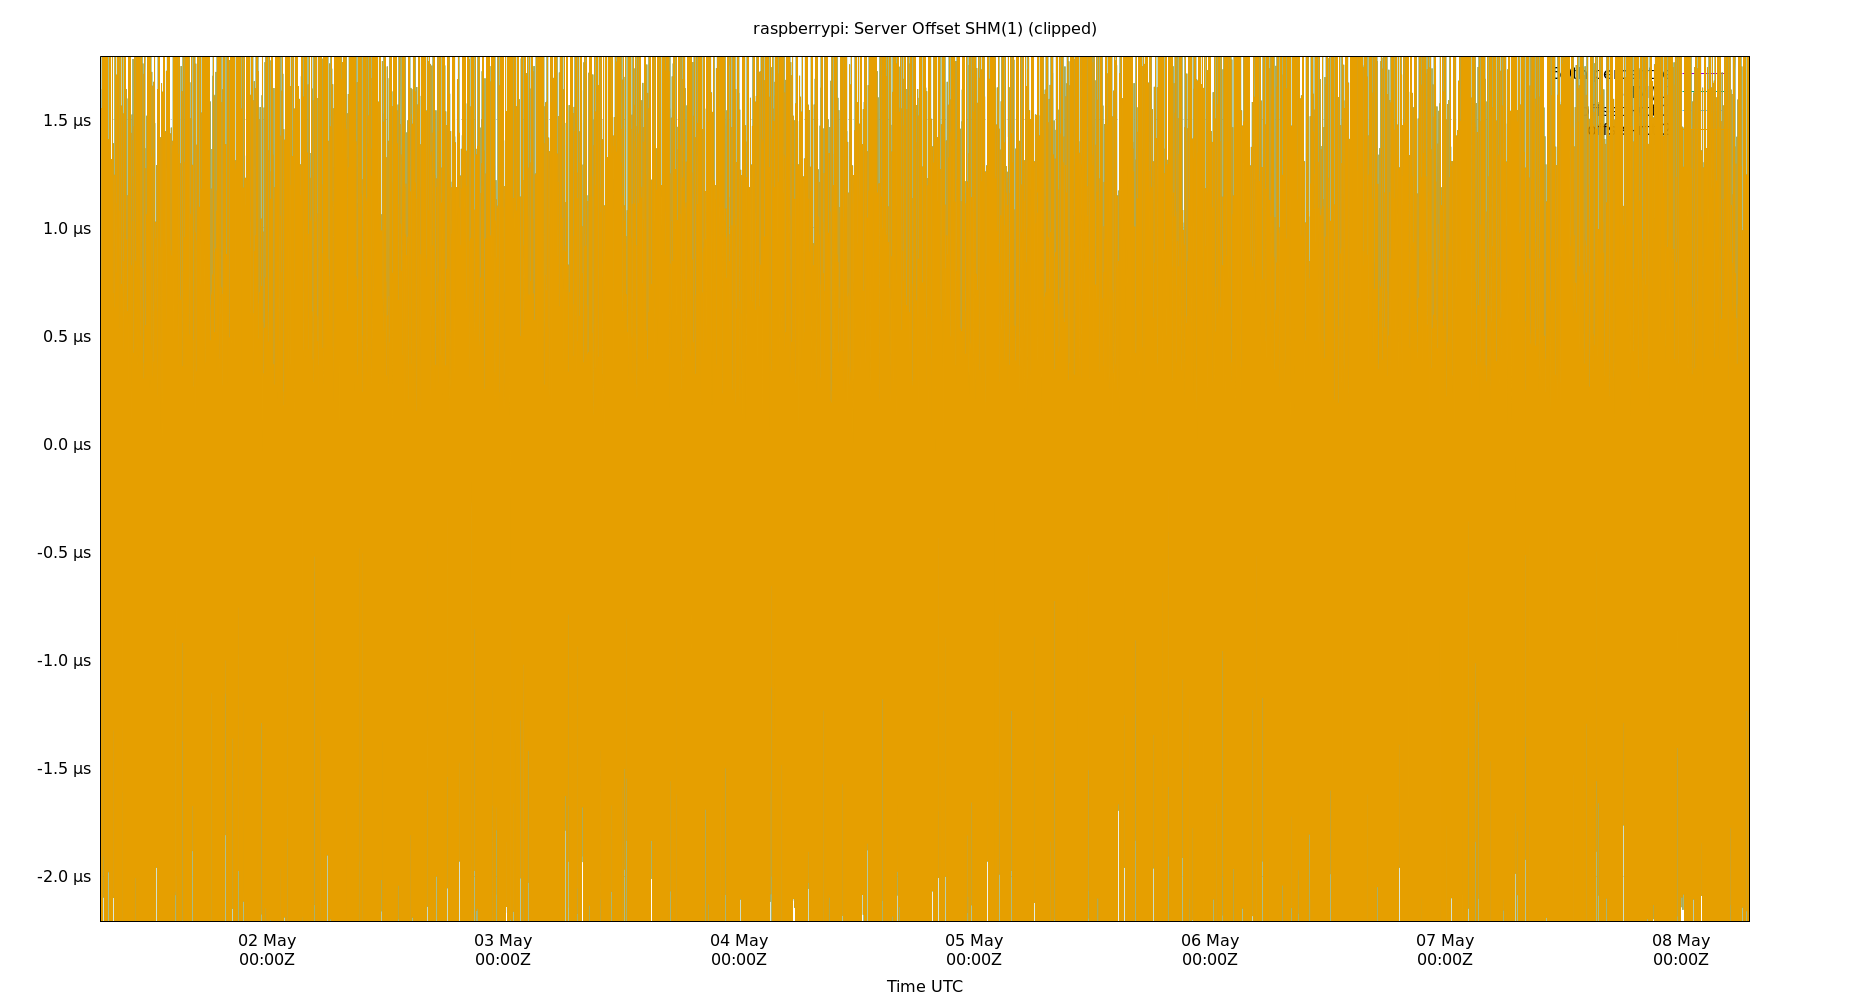 raspberrypi: Server Offset SHM(1) (clipped)
1.5 µs
1.0 µs
0.5 µs
0.0 µs
-0.5 µs
-1.0 µs
-1.5 µs
-2.0 µs
02 May 03 May 04 May 05 May 06 May 07 May 08 May
00:00Z 00:00Z 00:00Z 00:00Z 00:00Z 00:00Z 00:00Z
Time UTC